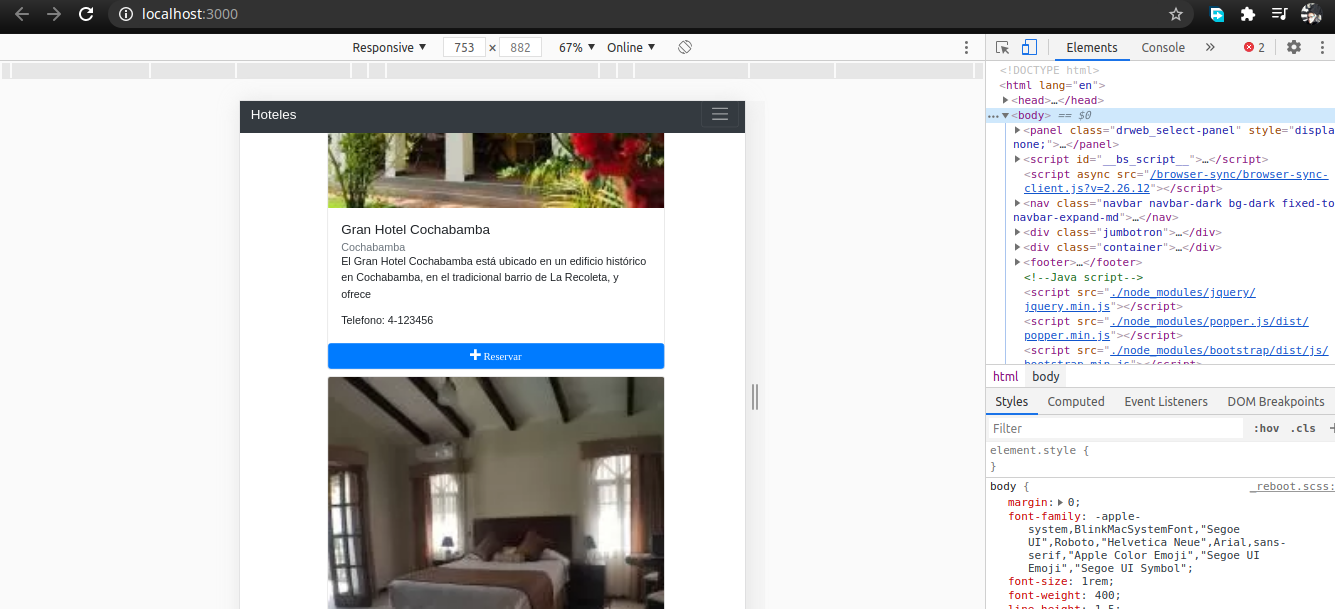 localhost:3000
Responsive ▼ 753 × 882 67% ▼ Online ▼
Elements Console » 2
Hoteles
Gran Hotel Cochabamba
Cochabamba
El Gran Hotel Cochabamba está ubicado en un edificio histórico
en Cochabamba, en el tradicional barrio de La Recoleta, y
ofrece
Telefono: 4-123456
Reservar
<!DOCTYPE html>
<html lang="en">
<head>…</head>
<body> == $0
<panel class="drweb_select-panel" style="displa
none;">…</panel>
<script id="__bs_script__">…</script>
<script async src="/browser-sync/browser-sync-
client.js?v=2.26.12"></script>
<nav class="navbar navbar-dark bg-dark fixed-to
navbar-expand-md">…</nav>
<div class="jumbotron">…</div>
<div class="container">…</div>
<footer>…</footer>
<!--Java script-->
<script src="./node_modules/jquery/
jquery.min.js"></script>
<script src="./node_modules/popper.js/dist/
popper.min.js"></script>
<script src="./node_modules/bootstrap/dist/js/
bootstrap.min.js"></script>
html body
Styles Computed Event Listeners DOM Breakpoints
Filter :hov .cls +
element.style {
}
body { _reboot.scss:
margin: 0;
font-family: -apple-
system,BlinkMacSystemFont,"Segoe
UI",Roboto,"Helvetica Neue",Arial,sans-
serif,"Apple Color Emoji","Segoe UI
Emoji","Segoe UI Symbol";
font-size: 1rem;
font-weight: 400;
line-height: 1.5;